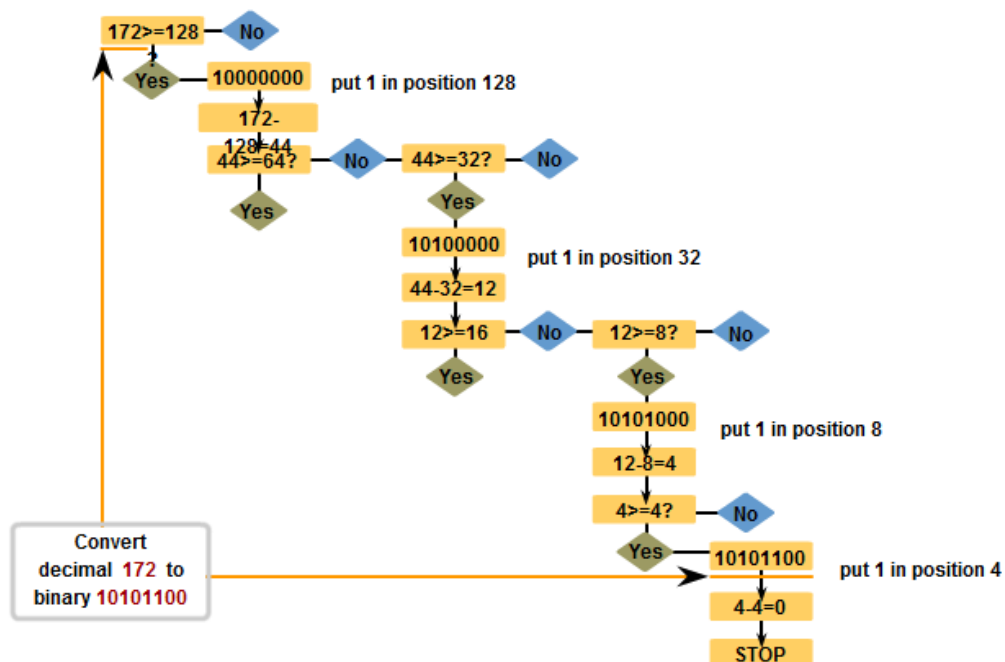 172>=128
?
No
Yes
10000000
put 1 in position 128
172-
128=44
44>=64?
No
44>=32?
No
Yes
Yes
10100000
put 1 in position 32
44-32=12
12>=16
No
12>=8?
No
Yes
Yes
10101000
put 1 in position 8
12-8=4
4>=4?
No
Yes
10101100
put 1 in position 4
4-4=0
STOP
Convert
decimal 172 to
binary 10101100